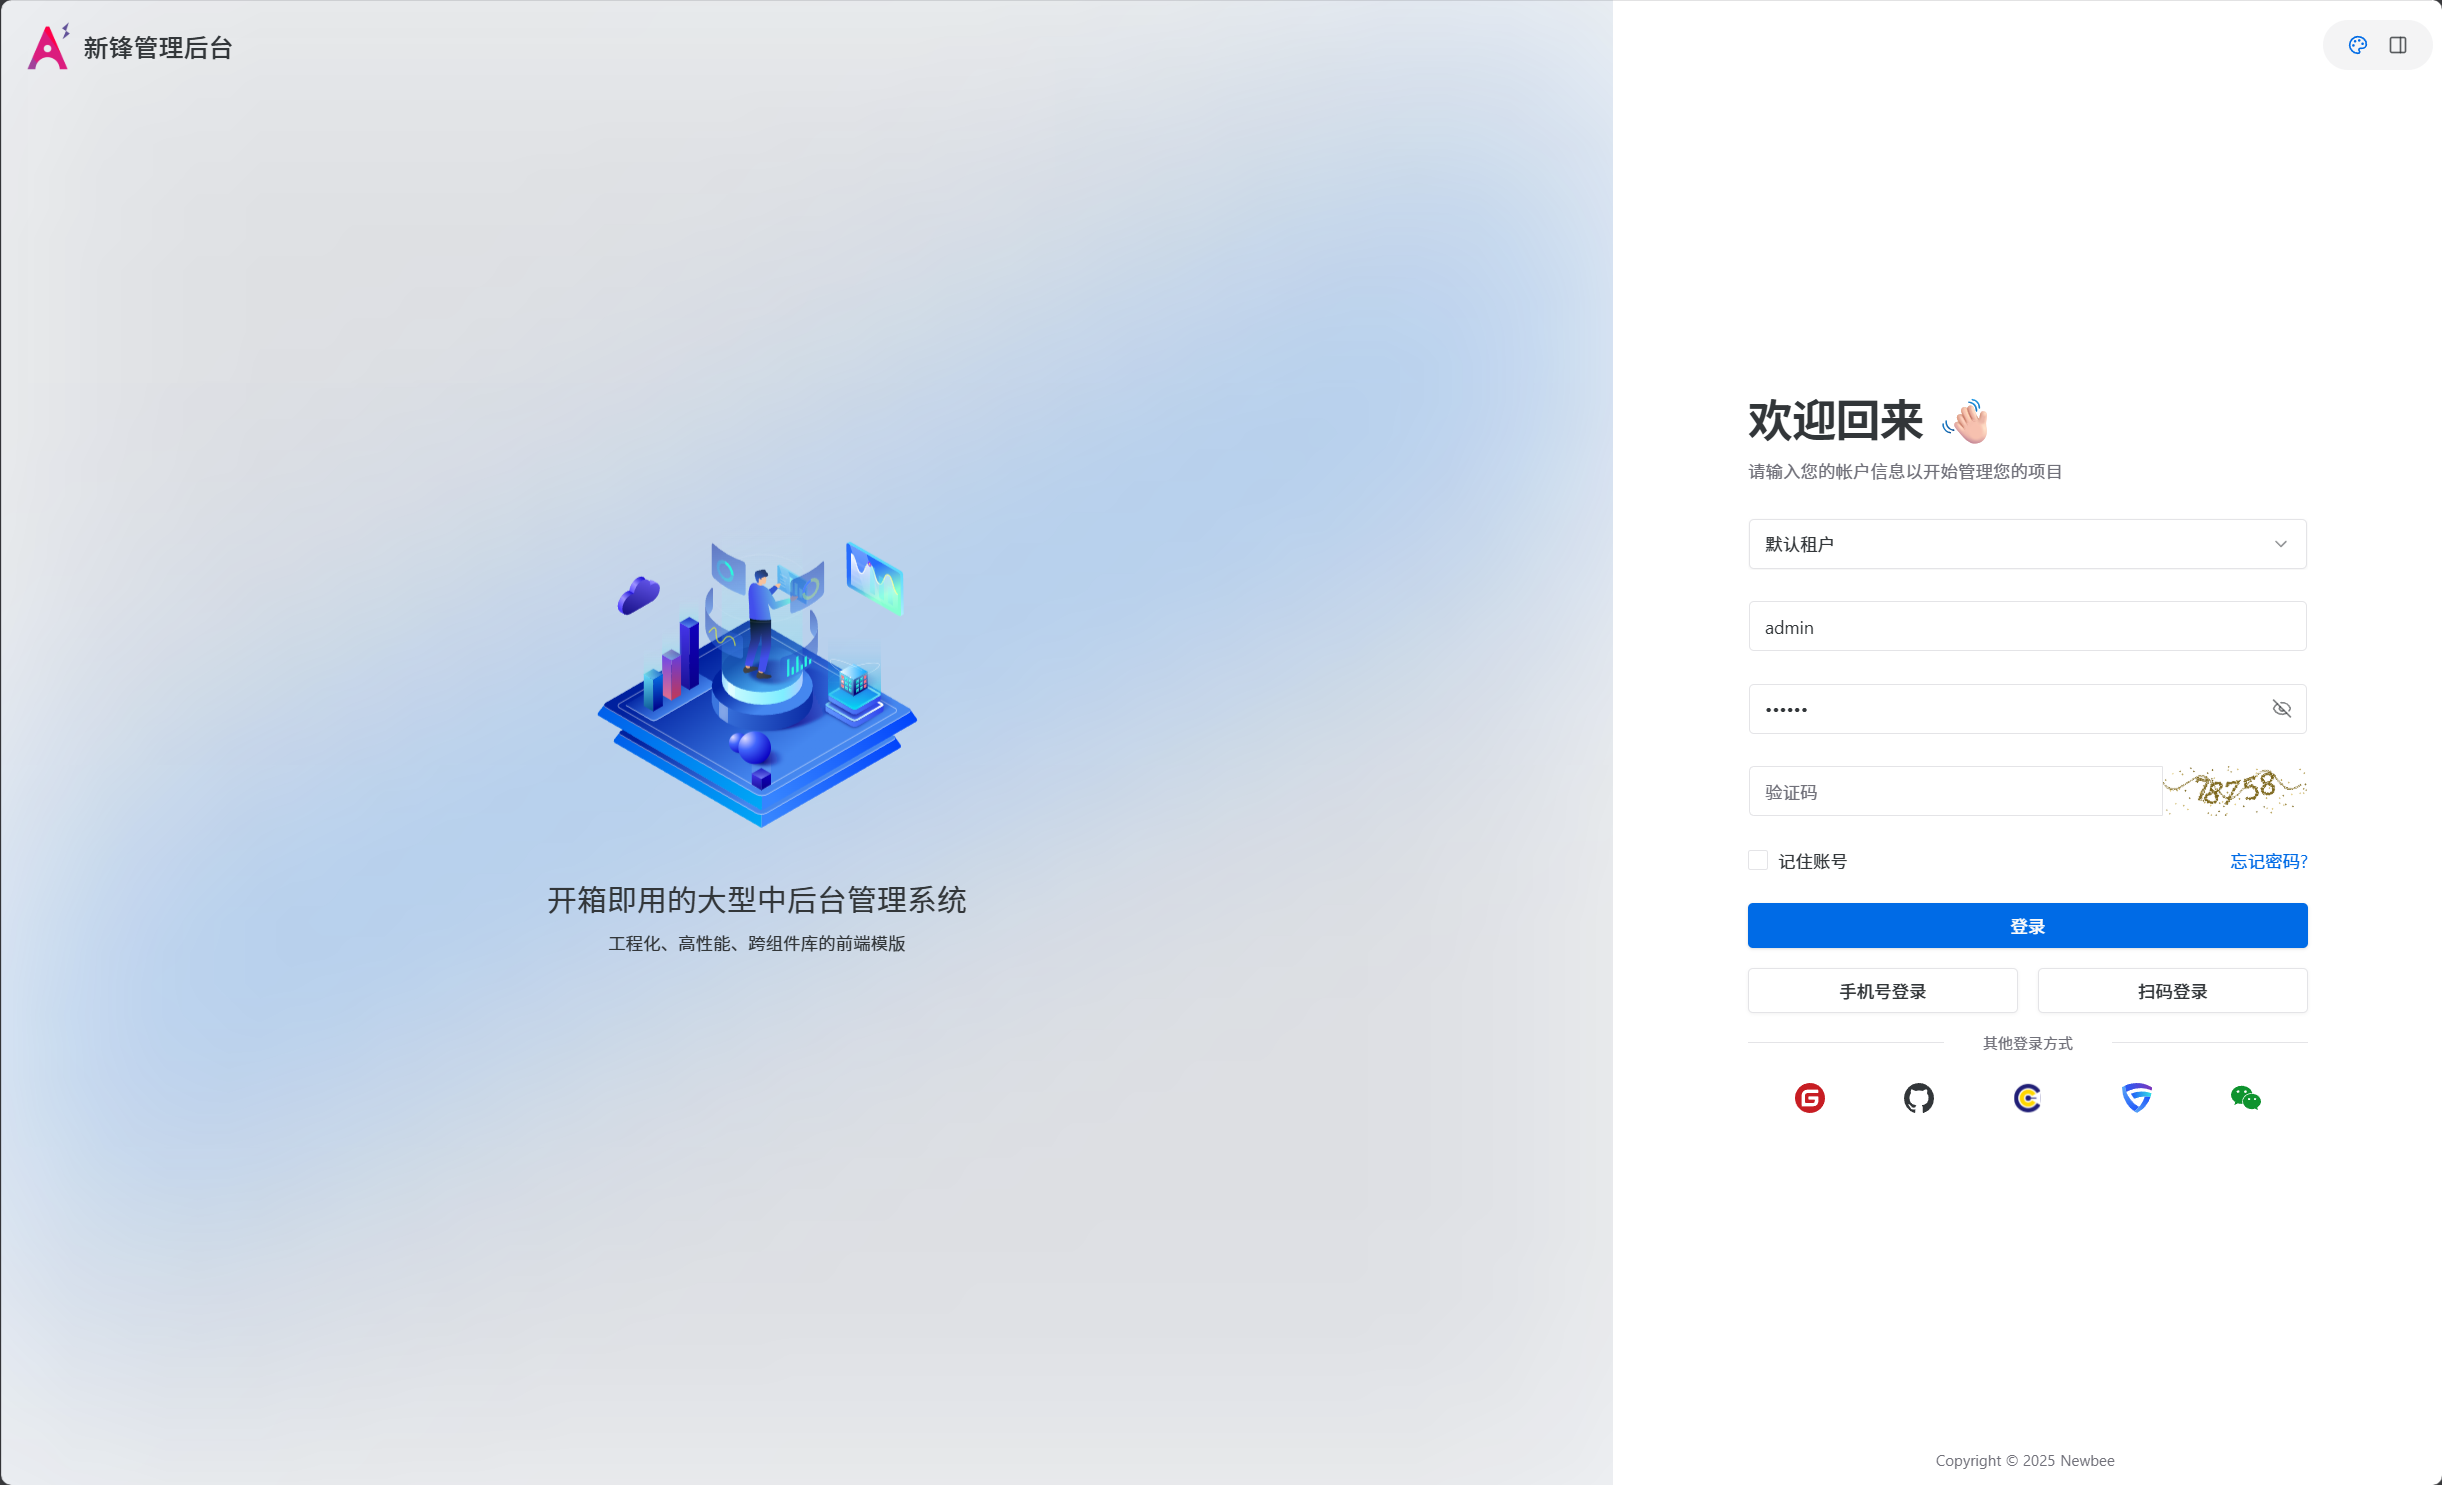 新锋管理后台
开箱即用的大型中后台管理系统
工程化、高性能、跨组件库的前端模版
欢迎回来 👋🏻
请输入您的帐户信息以开始管理您的项目
默认租户
admin
••••••
验证码
78758
记住账号
忘记密码?
登录
手机号登录
扫码登录
其他登录方式
Copyright © 2025 Newbee